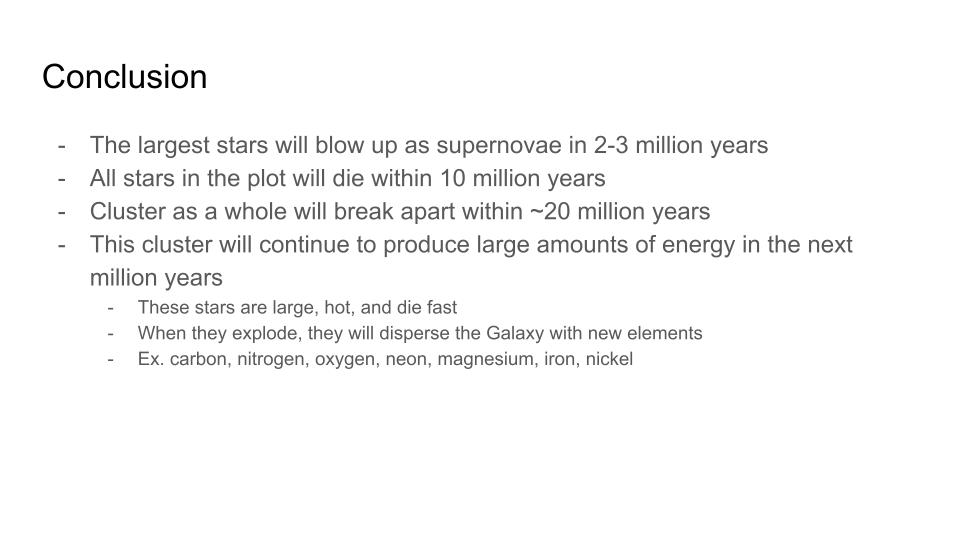 Conclusion
- The largest stars will blow up as supernovae in 2-3 million years
- All stars in the plot will die within 10 million years
- Cluster as a whole will break apart within ~20 million years
- This cluster will continue to produce large amounts of energy in the next
million years
- These stars are large, hot, and die fast
- When they explode, they will disperse the Galaxy with new elements
- Ex. carbon, nitrogen, oxygen, neon, magnesium, iron, nickel